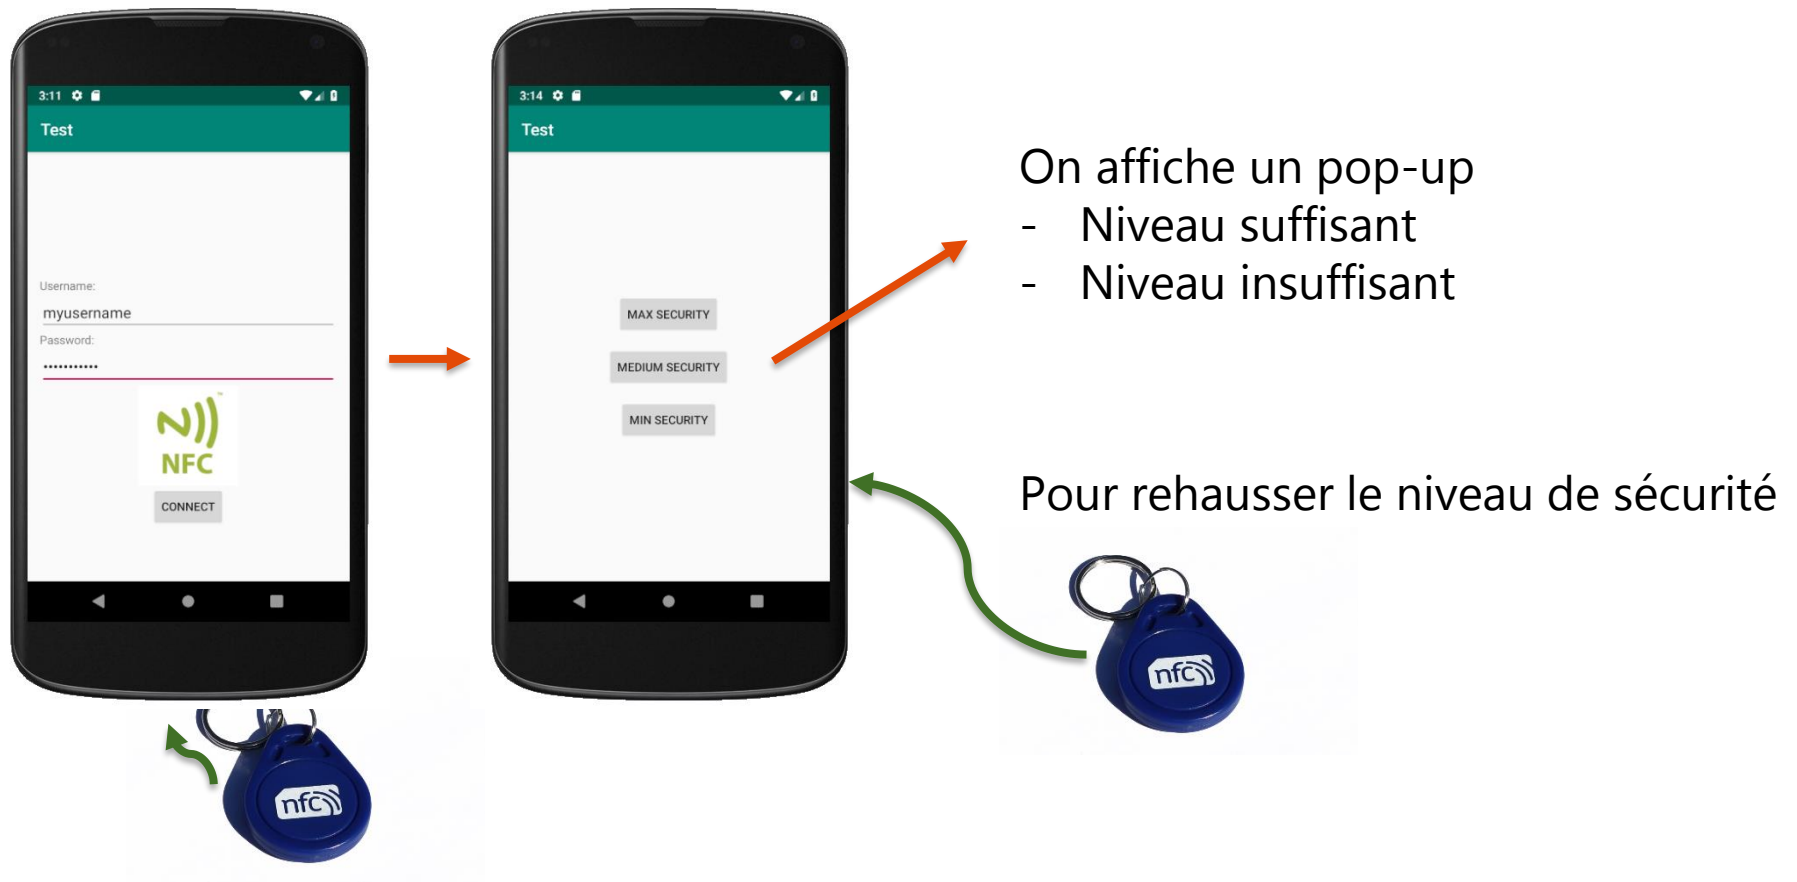 3:11
Test
Username:
myusername
Password:
•••••••••••
NFC
™
CONNECT
nfc
3:14
Test
MAX SECURITY
MEDIUM SECURITY
MIN SECURITY
On affiche un pop-up
- Niveau suffisant
- Niveau insuffisant
Pour rehausser le niveau de sécurité
nfc